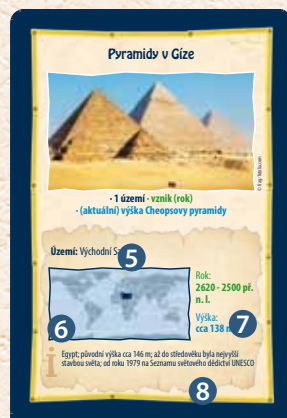 Pyramidy v Gíze
· 1 území · vznik (rok)
· (aktuální) výška Cheopsovy pyramidy
Území: Východní
5
Rok:
2620 - 2500 př.
n. l.
Výška:
cca 138
7
6
i
Egypt; původní výška cca 146 m; až do středověku byla nejvyšší
stavbou světa; od roku 1979 na Seznamu světového dědictví UNESCO
8